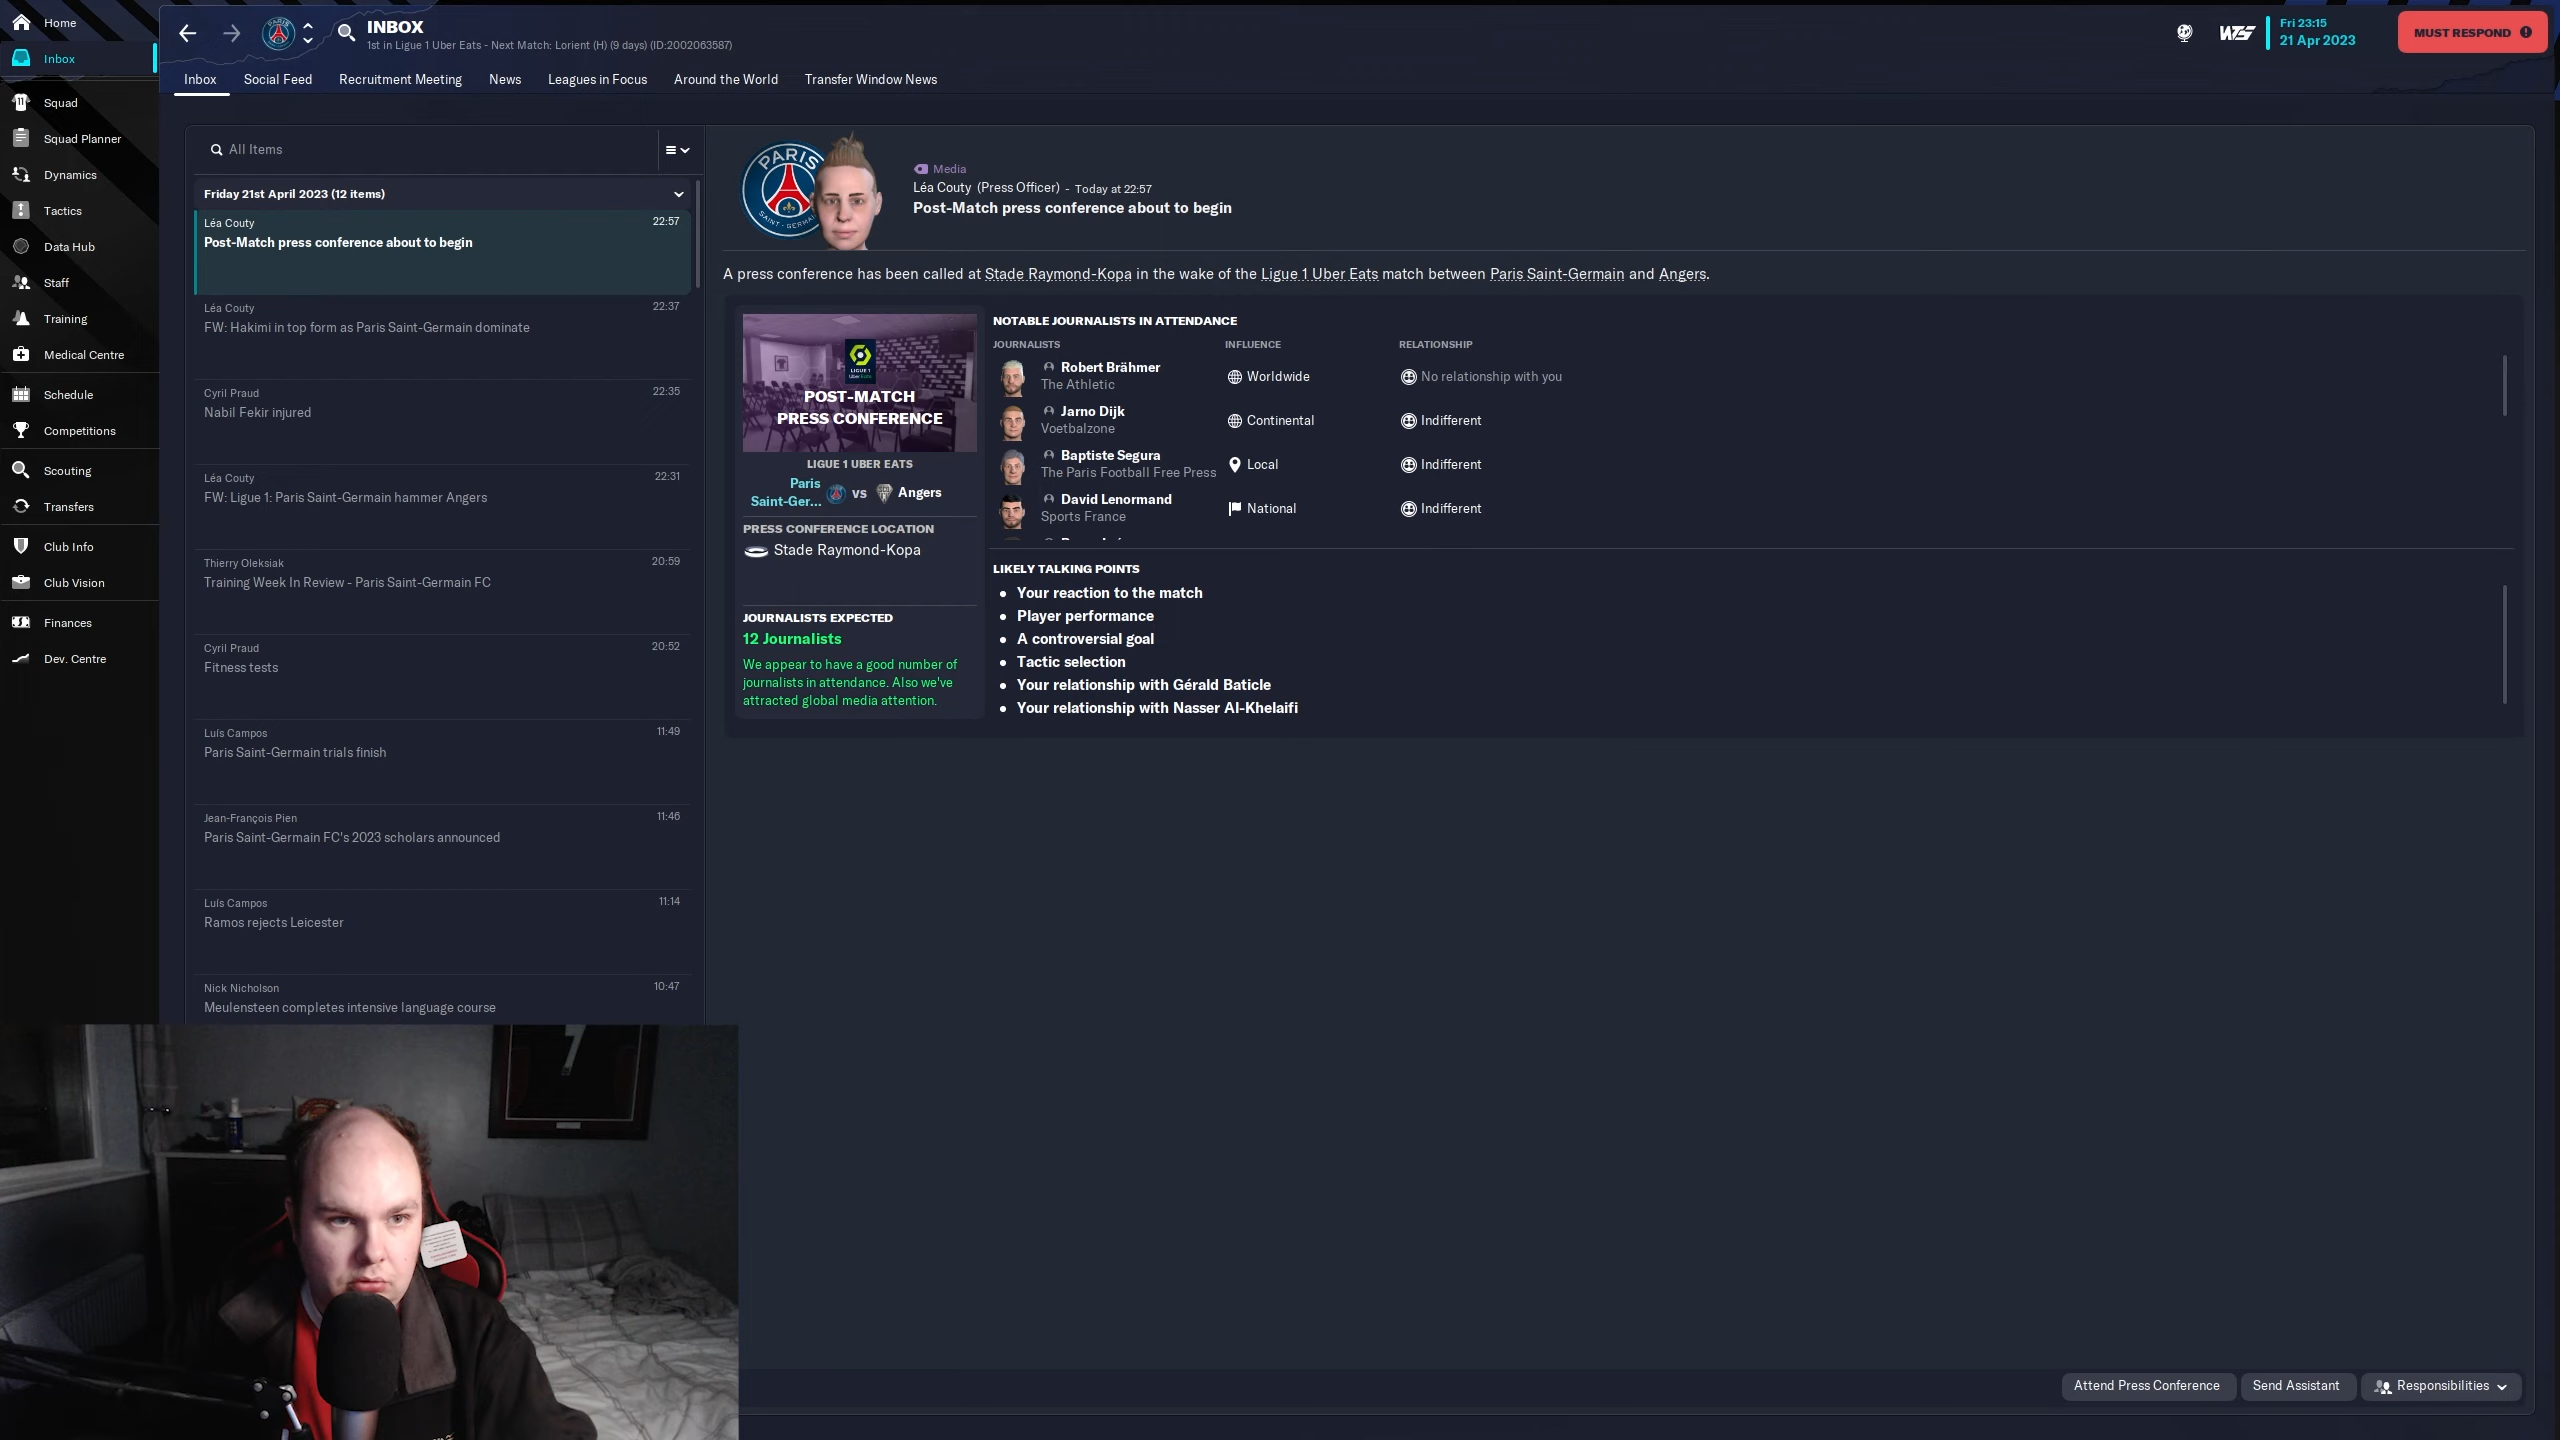 Home
Inbox
Squad
Squad Planner
Dynamics
Tactics
Data Hub
Staff
Training
Medical Centre
Schedule
Competitions
Scouting
Transfers
Club Info
Club Vision
Finances
Dev. Centre
INBOX
1st in Ligue 1 Uber Eats - Next Match: Lorient (H) (9 days) (ID:2002063587)
Fri 23:15
21 Apr 2023
MUST RESPOND
Inbox Social Feed Recruitment Meeting News Leagues in Focus Around the World Transfer Window News
All Items
Friday 21st April 2023 (12 items)
Léa Couty 22:57
Post-Match press conference about to begin
Léa Couty 22:37
FW: Hakimi in top form as Paris Saint-Germain dominate
Cyril Praud 22:35
Nabil Fekir injured
Léa Couty 22:31
FW: Ligue 1: Paris Saint-Germain hammer Angers
Thierry Oleksiak 20:59
Training Week In Review - Paris Saint-Germain FC
Cyril Praud 20:52
Fitness tests
Luís Campos 11:49
Paris Saint-Germain trials finish
Jean-François Pien 11:46
Paris Saint-Germain FC's 2023 scholars announced
Luís Campos 11:14
Ramos rejects Leicester
Nick Nicholson 10:47
Meulensteen completes intensive language course
PARIS
Media
Léa Couty (Press Officer) - Today at 22:57
Post-Match press conference about to begin
A press conference has been called at Stade Raymond-Kopa in the wake of the Ligue 1 Uber Eats match between Paris Saint-Germain and Angers.
LIGUE 1
Uber Eats
POST-MATCH
PRESS CONFERENCE
LIGUE 1 UBER EATS
Paris
Saint-Ger... VS Angers
PRESS CONFERENCE LOCATION
Stade Raymond-Kopa
JOURNALISTS EXPECTED
12 Journalists
We appear to have a good number of
journalists in attendance. Also we've
attracted global media attention.
NOTABLE JOURNALISTS IN ATTENDANCE
JOURNALISTS INFLUENCE RELATIONSHIP
Robert Brähmer
The Athletic
Worldwide
No relationship with you
Jarno Dijk
Voetbalzone
Continental
Indifferent
Baptiste Segura
The Paris Football Free Press
Local
Indifferent
David Lenormand
Sports France
National
Indifferent
LIKELY TALKING POINTS
• Your reaction to the match
• Player performance
• A controversial goal
• Tactic selection
• Your relationship with Gérald Baticle
• Your relationship with Nasser Al-Khelaifi
7
Attend Press Conference
Send Assistant
Responsibilities